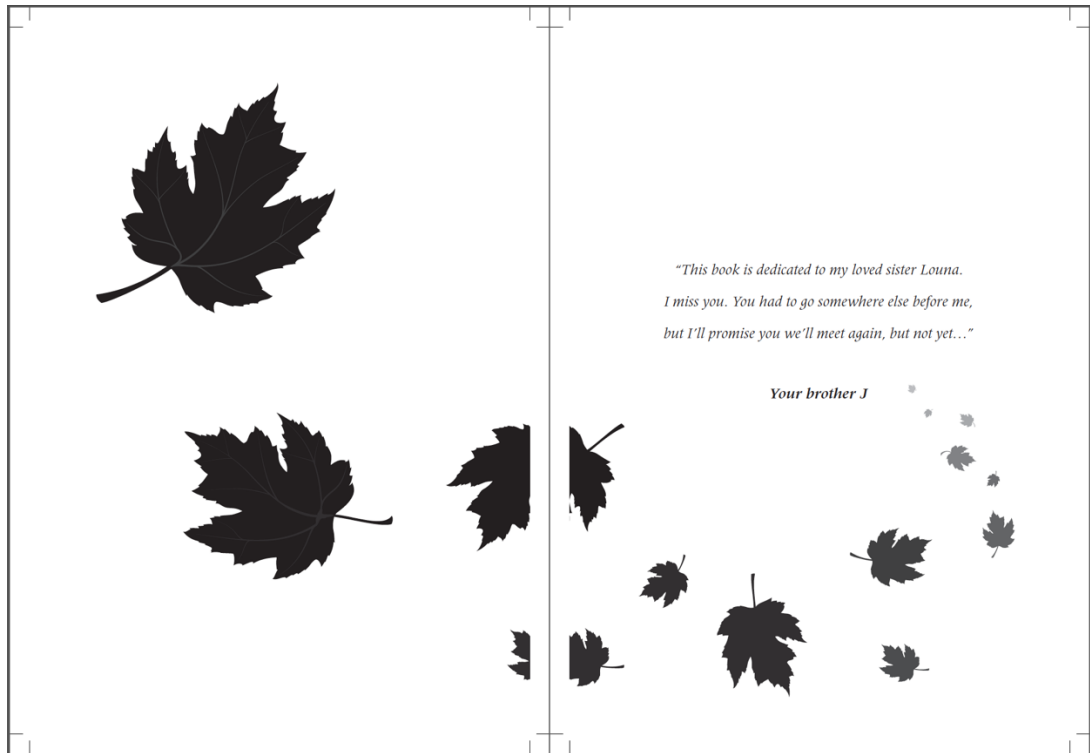 “This book is dedicated to my loved sister Louna.
I miss you. You had to go somewhere else before me,
but I’ll promise you we’ll meet again, but not yet…”
Your brother J